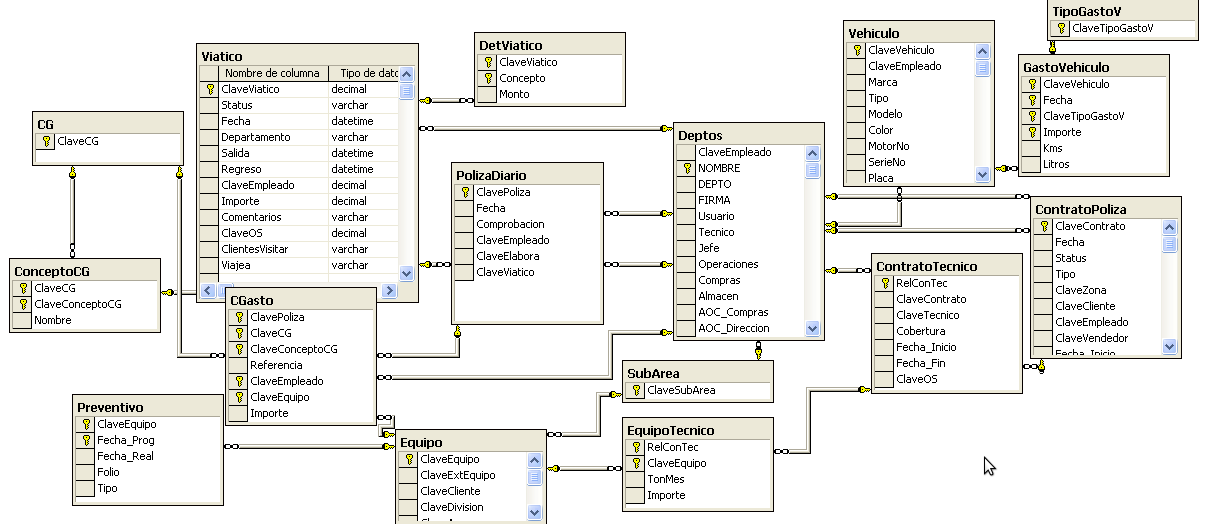 TipoGastoV
ClaveTipoGastoV
Vehiculo
ClaveVehiculo
ClaveEmpleado
Marca
Tipo
Modelo
Color
MotorNo
SerieNo
Placa
GastoVehiculo
ClaveVehiculo
Fecha
ClaveTipoGastoV
Importe
Kms
Litros
DetViatico
ClaveViatico
Concepto
Monto
Viatico
Nombre de columna Tipo de datc
ClaveViatico decimal
Status varchar
Fecha datetime
Departamento varchar
Salida datetime
Regreso datetime
ClaveEmpleado decimal
Importe decimal
Comentarios varchar
ClaveOS decimal
ClientesVisitar varchar
Viajea varchar
CG
ClaveCG
Deptos
ClaveEmpleado
NOMBRE
DEPTO
FIRMA
Usuario
Tecnico
Jefe
Operaciones
Compras
Almacen
AOC_Compras
AOC_Direccion
PolizaDiario
ClavePoliza
Fecha
Comprobacion
ClaveEmpleado
ClaveElabora
ClaveViatico
ContratoPoliza
ClaveContrato
Fecha
Status
Tipo
ClaveZona
ClaveCliente
ClaveEmpleado
ClaveVendedor
Fecha_Inicio
ContratoTecnico
RelConTec
ClaveContrato
ClaveTecnico
Cobertura
Fecha_Inicio
Fecha_Fin
ClaveOS
ConceptoCG
ClaveCG
ClaveConceptoCG
Nombre
CGasto
ClavePoliza
ClaveCG
ClaveConceptoCG
Referencia
ClaveEmpleado
ClaveEquipo
Importe
SubArea
ClaveSubArea
Preventivo
ClaveEquipo
Fecha_Prog
Fecha_Real
Folio
Tipo
Equipo
ClaveEquipo
ClaveExtEquipo
ClaveCliente
ClaveDivision
EquipoTecnico
RelConTec
ClaveEquipo
TonMes
Importe